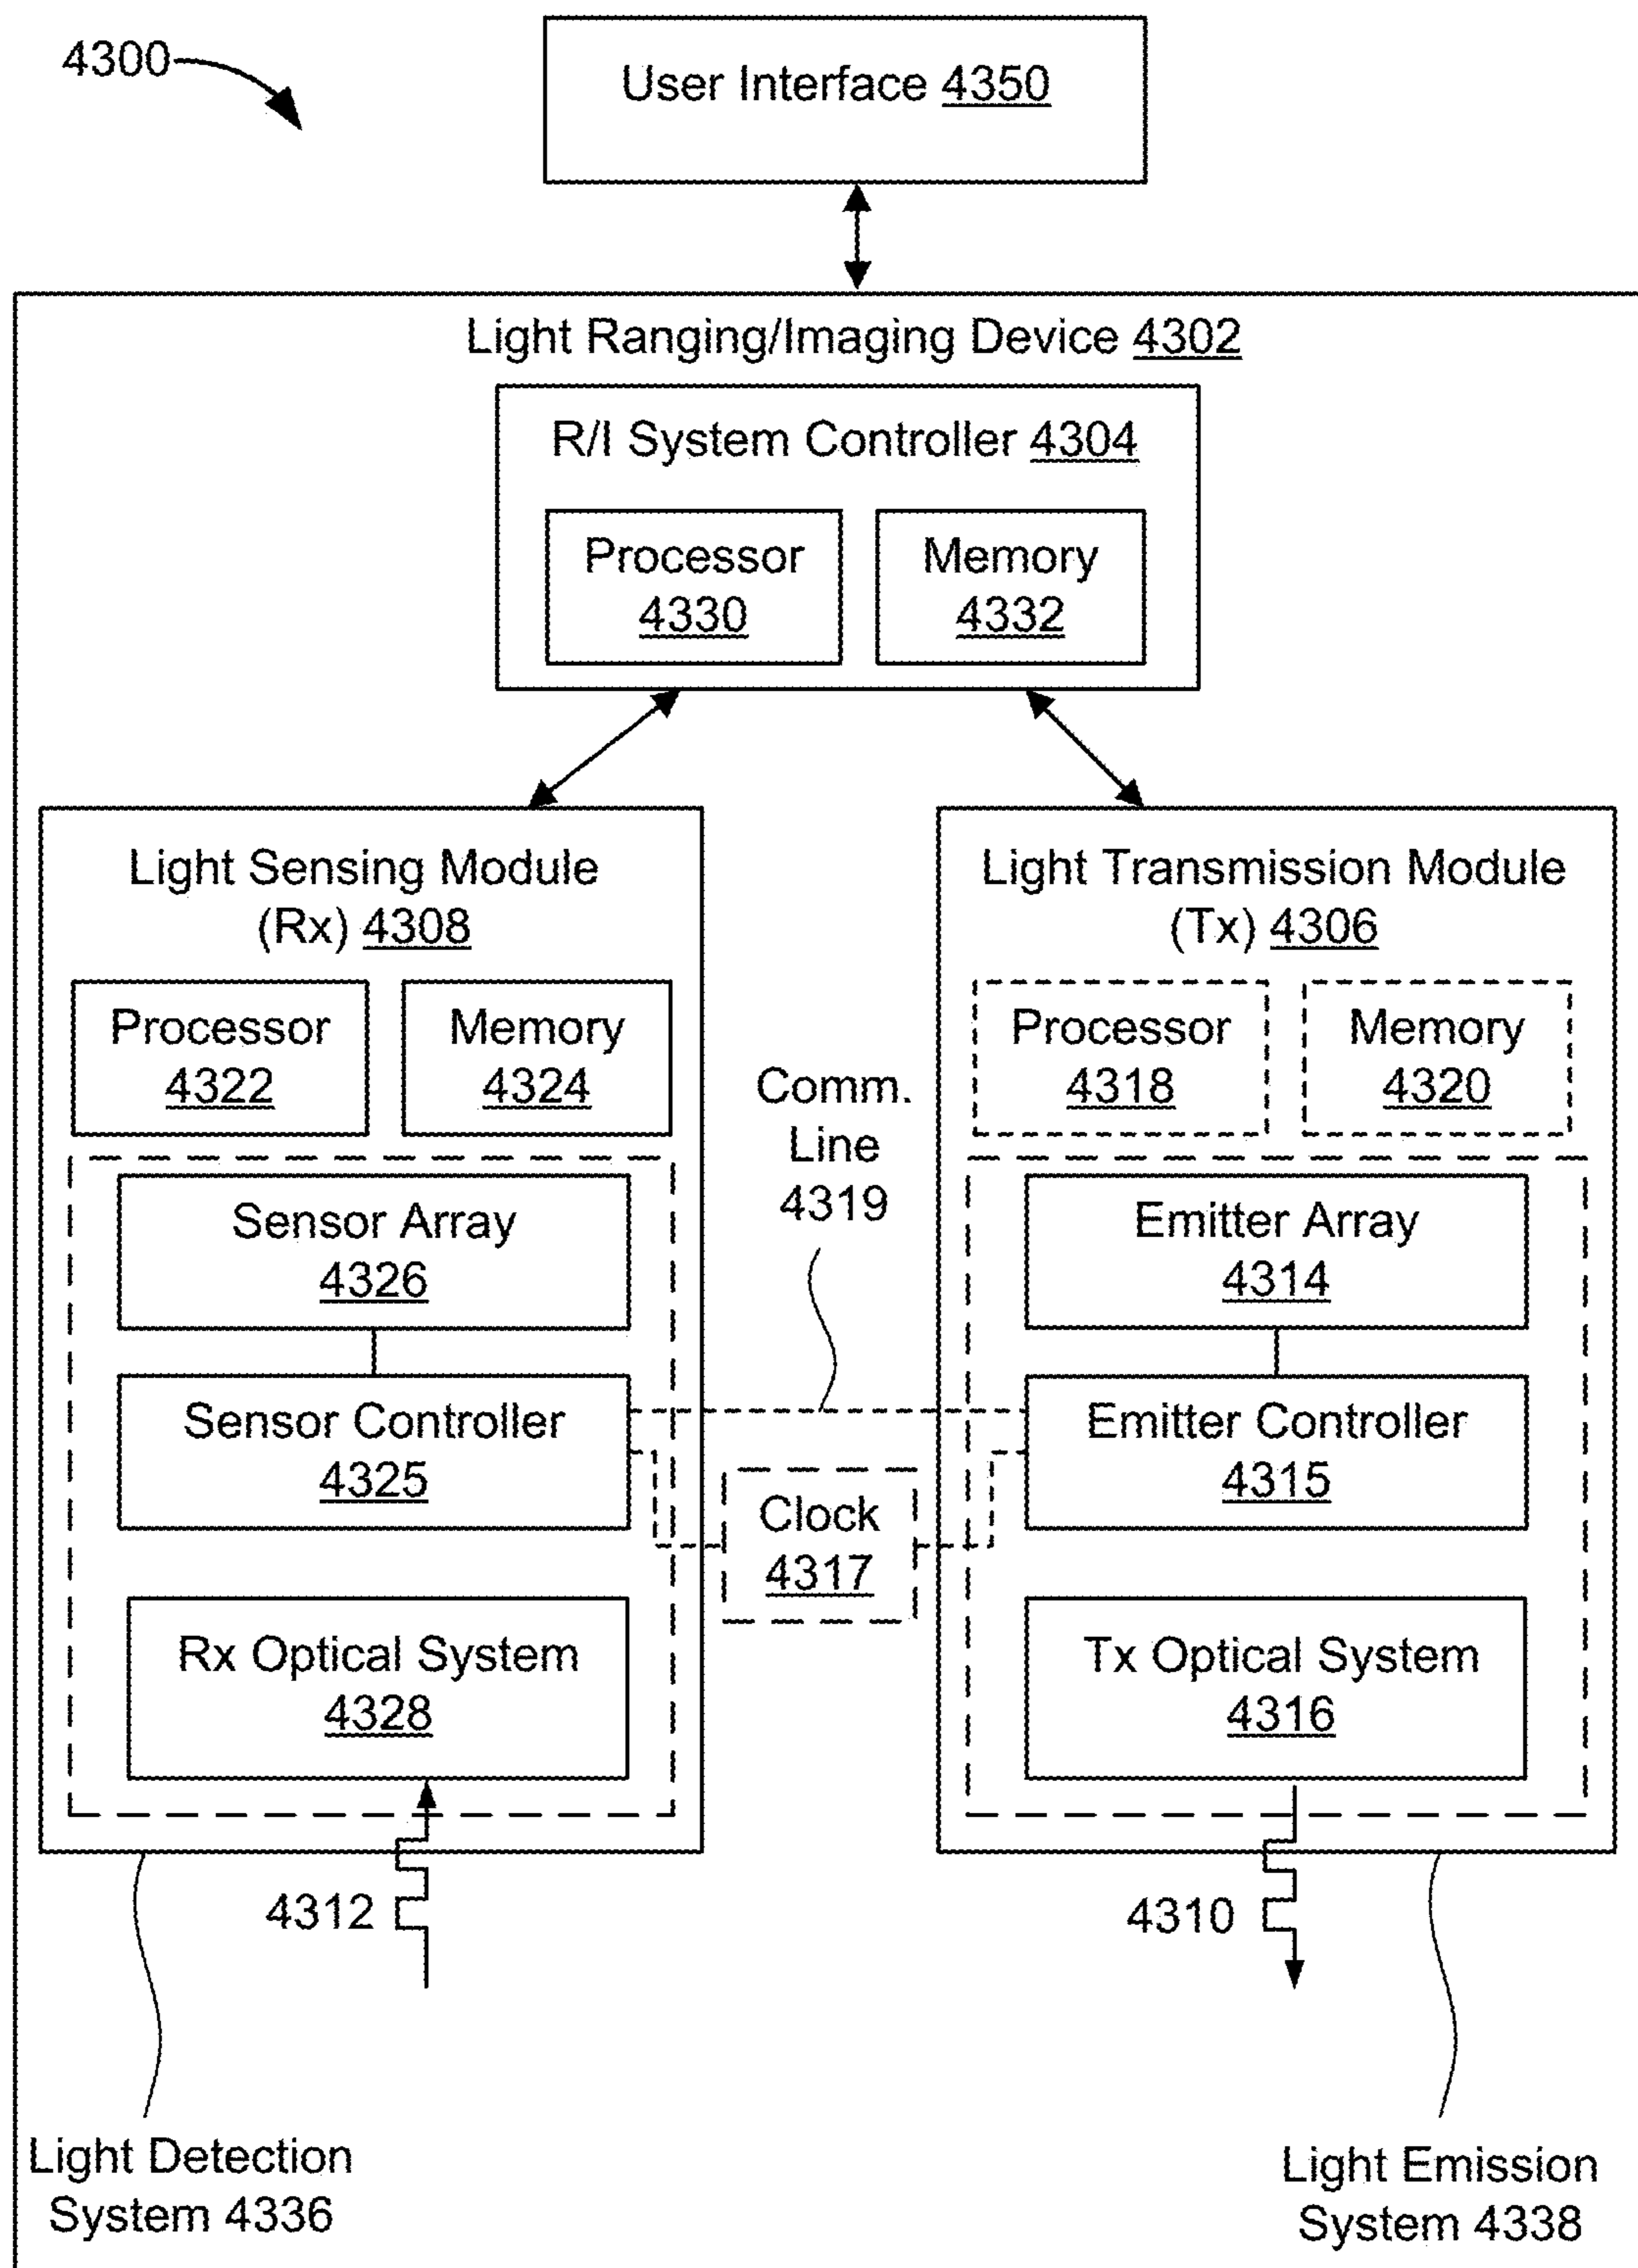 4300
User Interface 4350
Light Ranging/Imaging Device 4302
R/I System Controller 4304
Processor
4330
Memory
4332
Light Sensing Module
(Rx) 4308
Processor
4322
Memory
4324
Sensor Array
4326
Sensor Controller
4325
Rx Optical System
4328
4312
Comm.
Line
4319
Clock
4317
Light Transmission Module
(Tx) 4306
Processor
4318
Memory
4320
Emitter Array
4314
Emitter Controller
4315
Tx Optical System
4316
4310
Light Detection
System 4336
Light Emission
System 4338